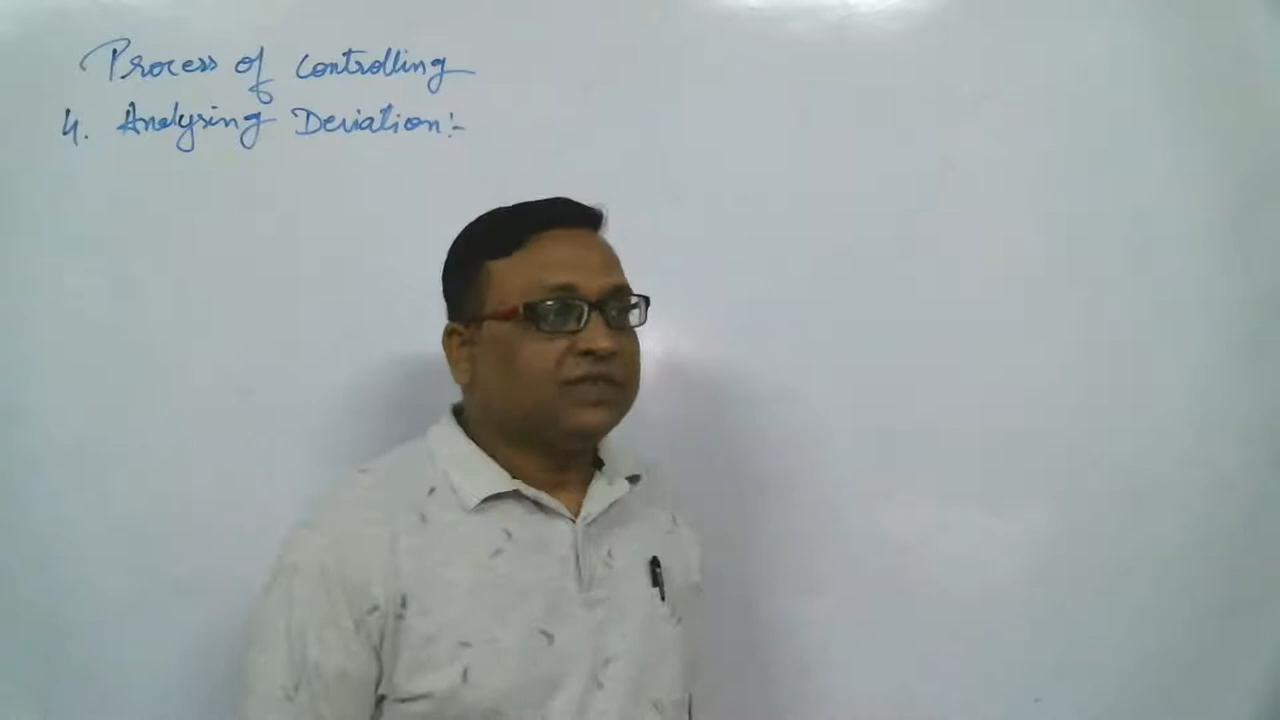 Process of controlling
4. Analysing Deviation:-